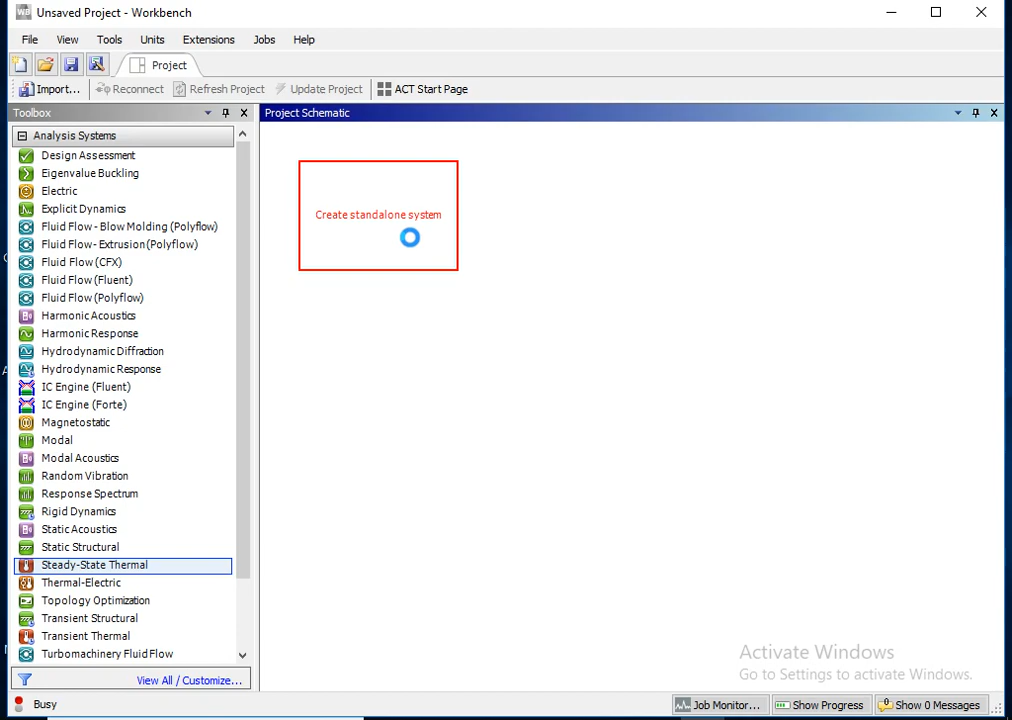 Unsaved Project - Workbench
File View Tools Units Extensions Jobs Help
Project
Import... Reconnect Refresh Project Update Project ACT Start Page
Toolbox
Project Schematic
Analysis Systems
Design Assessment
Eigenvalue Buckling
Electric
Explicit Dynamics
Fluid Flow - Blow Molding (Polyflow)
Fluid Flow- Extrusion (Polyflow)
Fluid Flow (CFX)
Fluid Flow (Fluent)
Fluid Flow (Polyflow)
Harmonic Acoustics
Harmonic Response
Hydrodynamic Diffraction
Hydrodynamic Response
IC Engine (Fluent)
IC Engine (Forte)
Magnetostatic
Modal
Modal Acoustics
Random Vibration
Response Spectrum
Rigid Dynamics
Static Acoustics
Static Structural
Steady-State Thermal
Thermal-Electric
Topology Optimization
Transient Structural
Transient Thermal
Turbomachinery Fluid Flow
View All / Customize...
Create standalone system
Activate Windows
Go to Settings to activate Windows.
Busy
Job Monitor... Show Progress Show 0 Messages